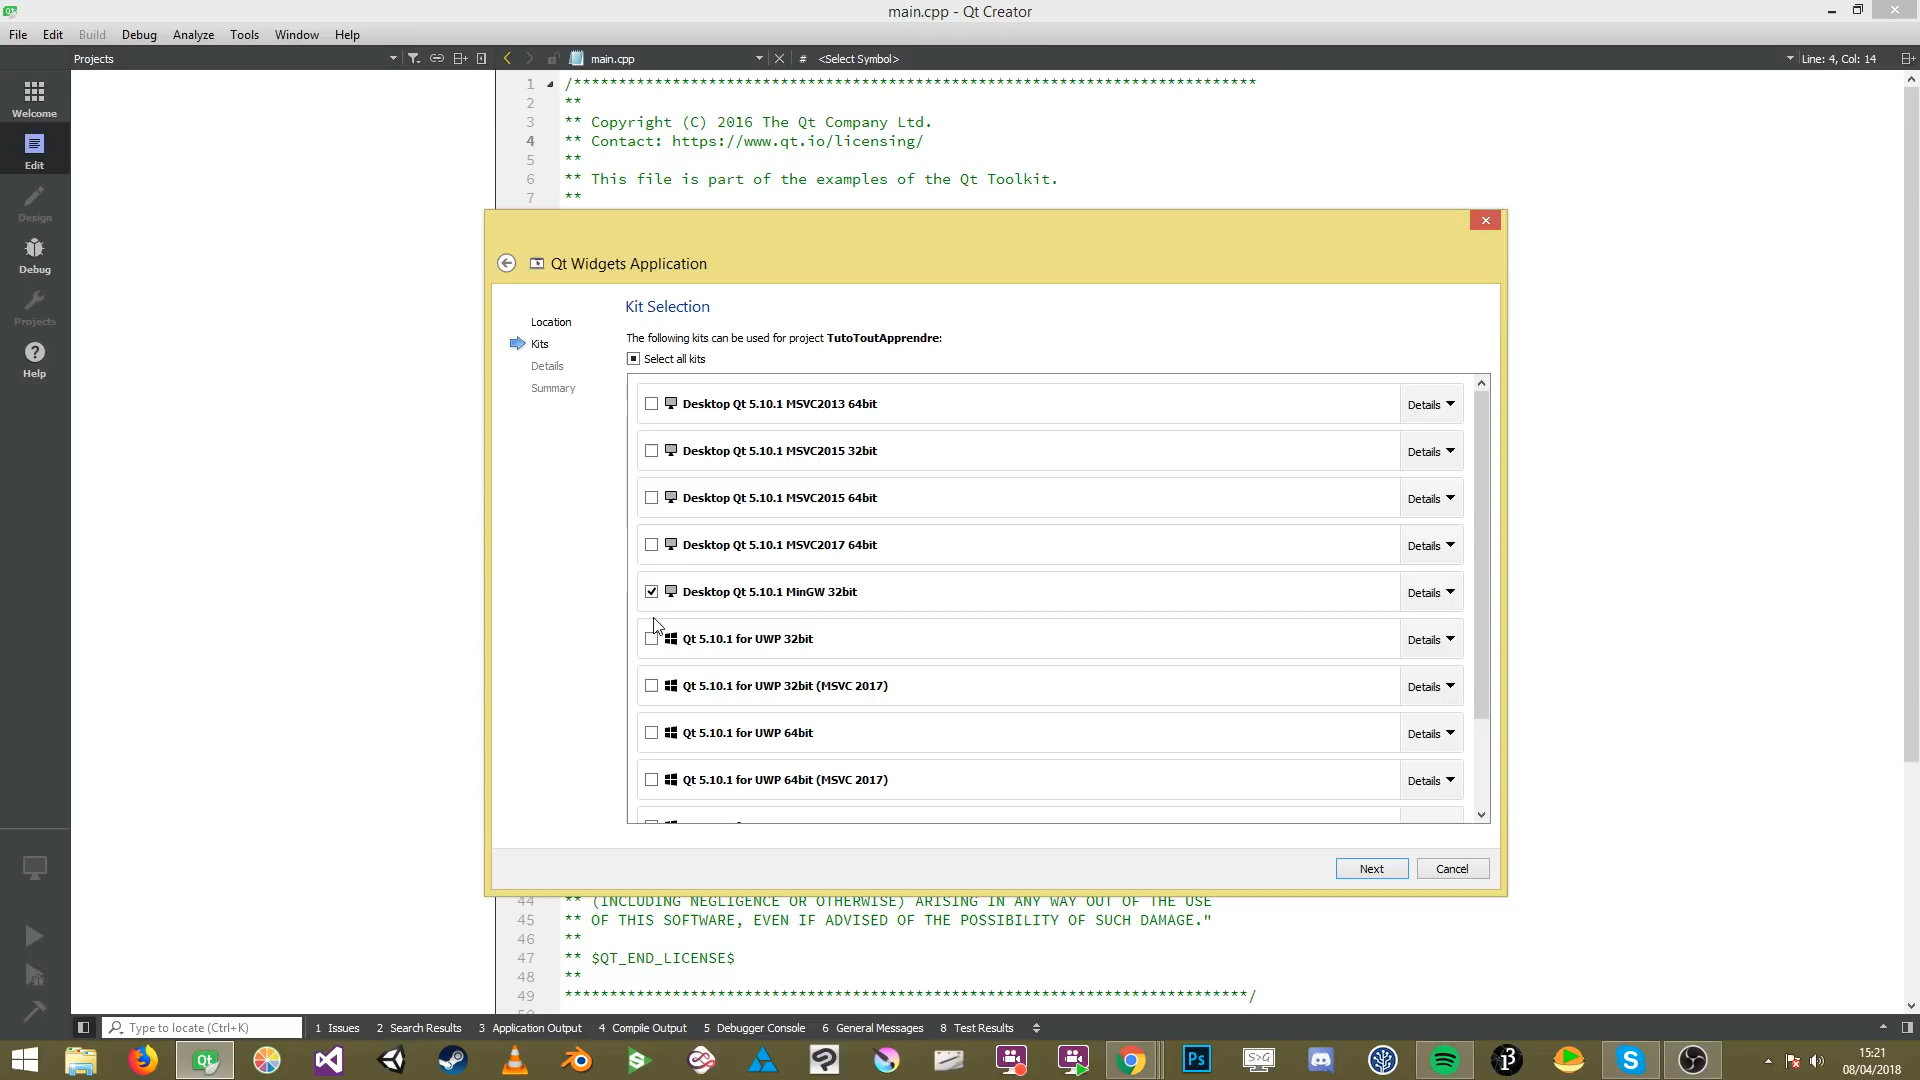 main.cpp - Qt Creator
File Edit Build Debug Analyze Tools Window Help
Projects main.cpp # <Select Symbol> Line: 4, Col: 14
Welcome
Edit
Design
Debug
Projects
Help
1 /***************************************************************************
2 **
3 ** Copyright (C) 2016 The Qt Company Ltd.
4 ** Contact: https://www.qt.io/licensing/
5 **
6 ** This file is part of the examples of the Qt Toolkit.
7 **
Qt Widgets Application
Location
Kits
Details
Summary
Kit Selection
The following kits can be used for project TutoToutApprendre:
Select all kits
Desktop Qt 5.10.1 MSVC2013 64bit Details
Desktop Qt 5.10.1 MSVC2015 32bit Details
Desktop Qt 5.10.1 MSVC2015 64bit Details
Desktop Qt 5.10.1 MSVC2017 64bit Details
Desktop Qt 5.10.1 MinGW 32bit Details
Qt 5.10.1 for UWP 32bit Details
Qt 5.10.1 for UWP 32bit (MSVC 2017) Details
Qt 5.10.1 for UWP 64bit Details
Qt 5.10.1 for UWP 64bit (MSVC 2017) Details
Next Cancel
44 ** (INCLUDING NEGLIGENCE OR OTHERWISE) ARISING IN ANY WAY OUT OF THE USE
45 ** OF THIS SOFTWARE, EVEN IF ADVISED OF THE POSSIBILITY OF SUCH DAMAGE."
46 **
47 ** $QT_END_LICENSE$
48 **
49 ***************************************************************************/
Type to locate (Ctrl+K) 1 Issues 2 Search Results 3 Application Output 4 Compile Output 5 Debugger Console 6 General Messages 8 Test Results
15:21
08/04/2018